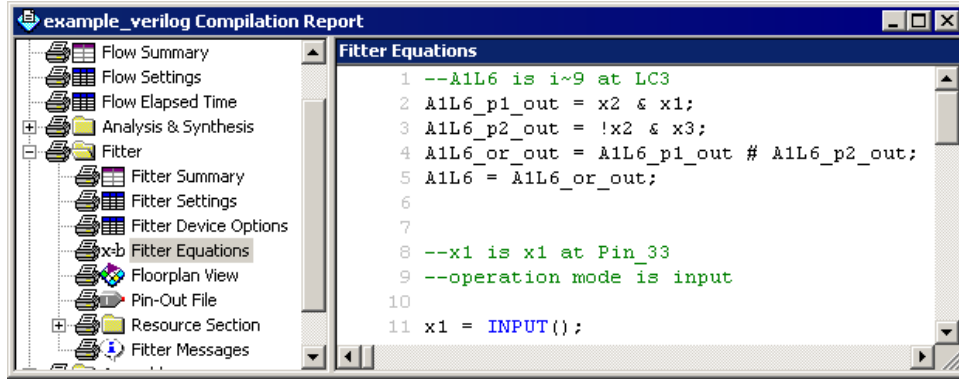 example_verilog Compilation Report
Flow Summary
Flow Settings
Flow Elapsed Time
Analysis & Synthesis
Fitter
Fitter Summary
Fitter Settings
Fitter Device Options
x=b Fitter Equations
Floorplan View
Pin-Out File
Resource Section
Fitter Messages
Fitter Equations
1 --A1L6 is i~9 at LC3
2 A1L6_p1_out = x2 & x1;
3 A1L6_p2_out = !x2 & x3;
4 A1L6_or_out = A1L6_p1_out # A1L6_p2_out;
5 A1L6 = A1L6_or_out;
6
7
8 --x1 is x1 at Pin_33
9 --operation mode is input
10
11 x1 = INPUT();